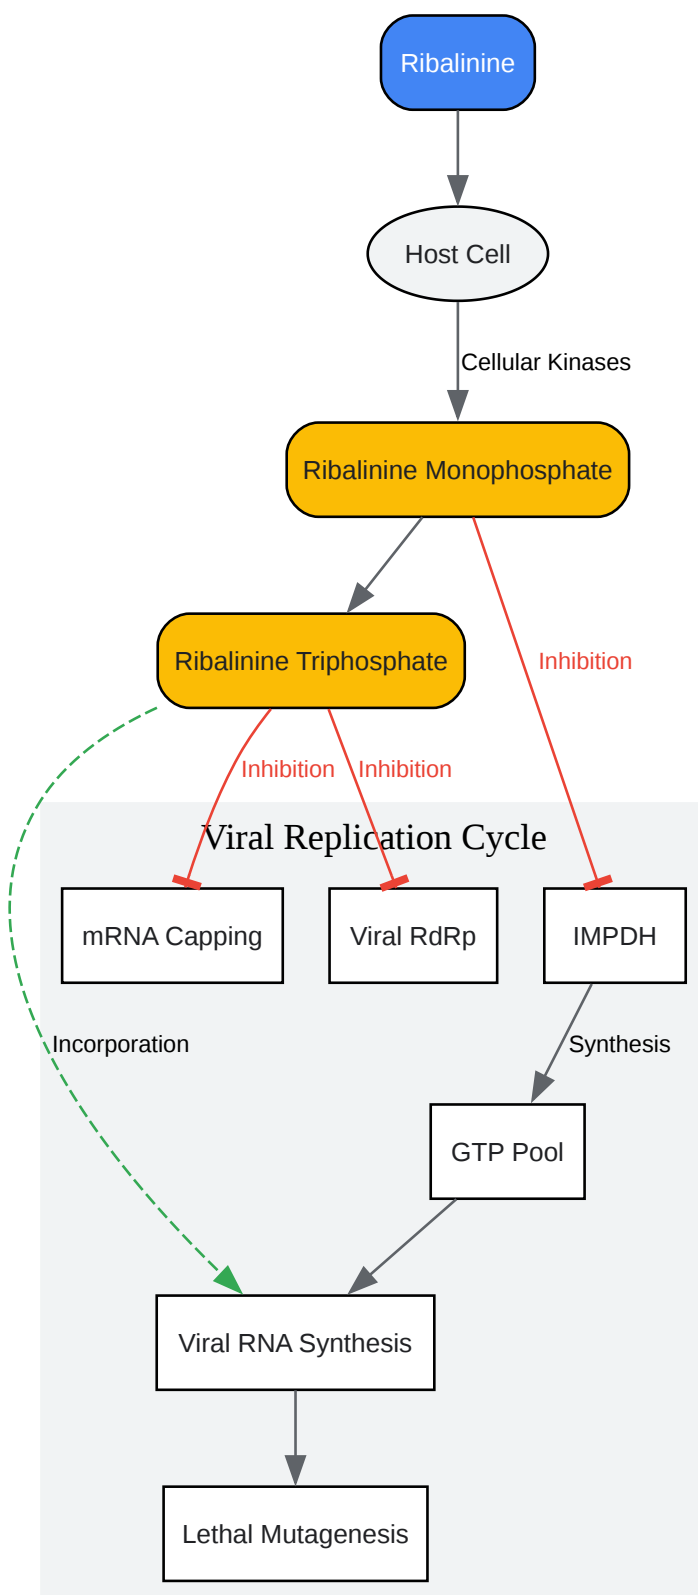 Ribalinine
Host Cell
Cellular Kinases
Ribalinine Monophosphate
Ribalinine Triphosphate
Inhibition
Inhibition
Inhibition
Viral Replication Cycle
mRNA Capping
Viral RdRp
IMPDH
Incorporation
Synthesis
GTP Pool
Viral RNA Synthesis
Lethal Mutagenesis